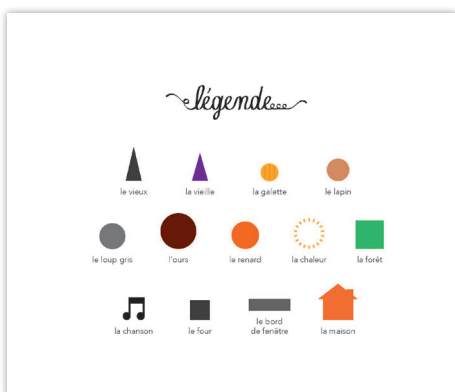 légende...
le vieux la vieille la galette le lapin
le loup gris l'ours le renard la chaleur la forêt
la chanson le four le bord de fenêtre la maison